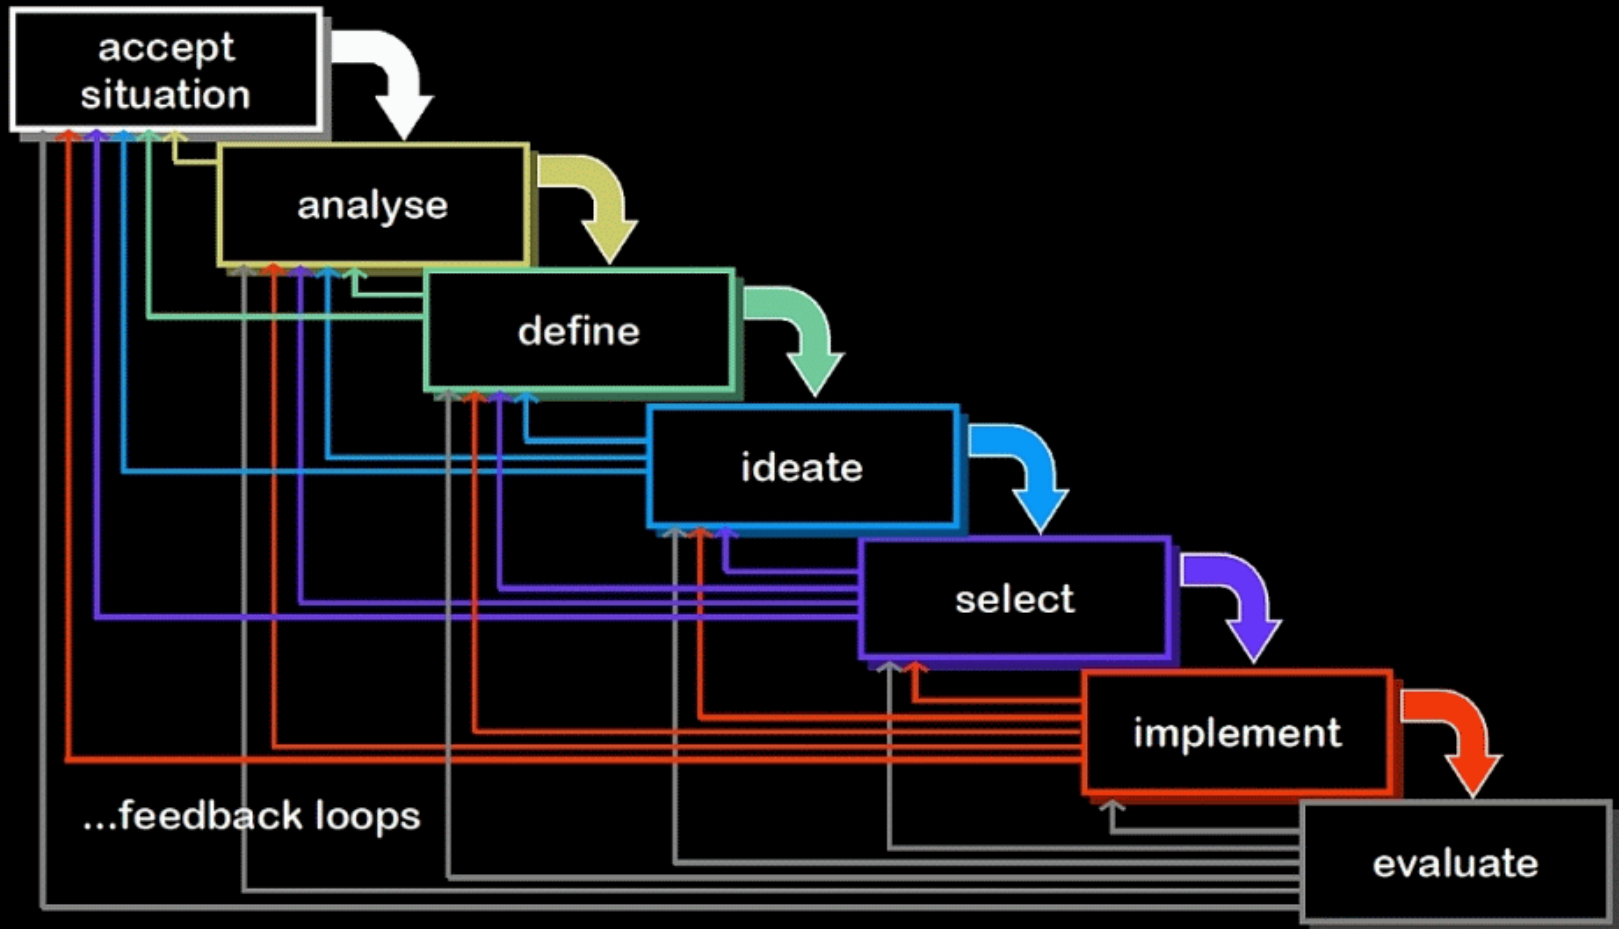 accept
situation
analyse
define
ideate
select
implement
...feedback loops
evaluate